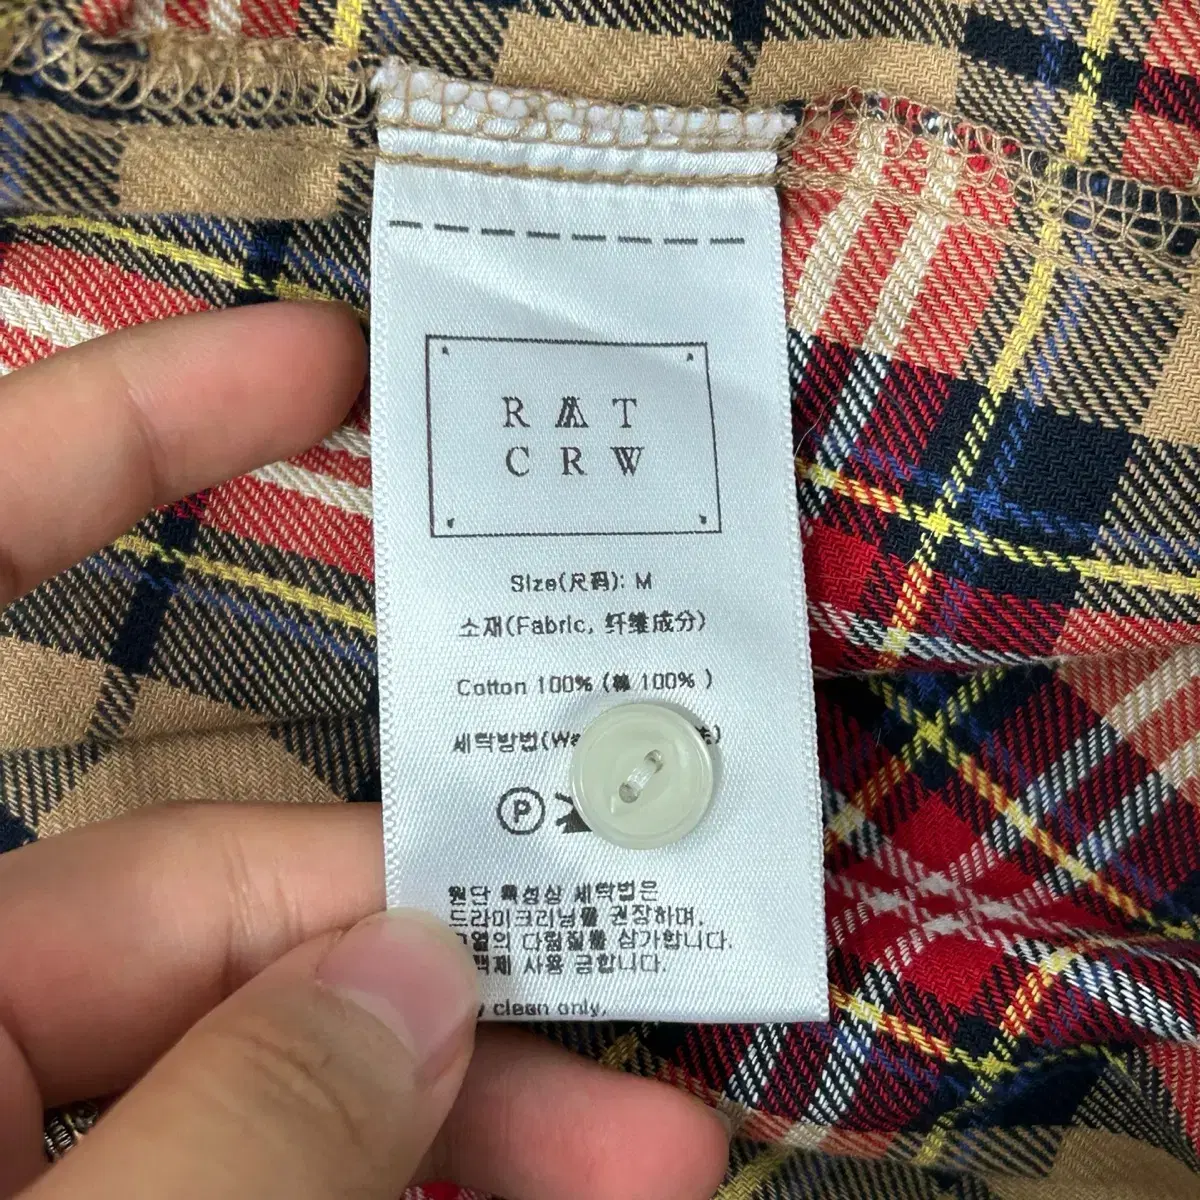 RAT
CRW
Size(尺码): M
소재(Fabric, 纤维成分)
Cotton 100% (棉 100% )
세탁방법(Wa
P
원단 특성상 세탁법은
드라이크리닝를 권장하며,
고열의 다림질를 삼가합니다.
표백제 사용 금합니다.
clean only,